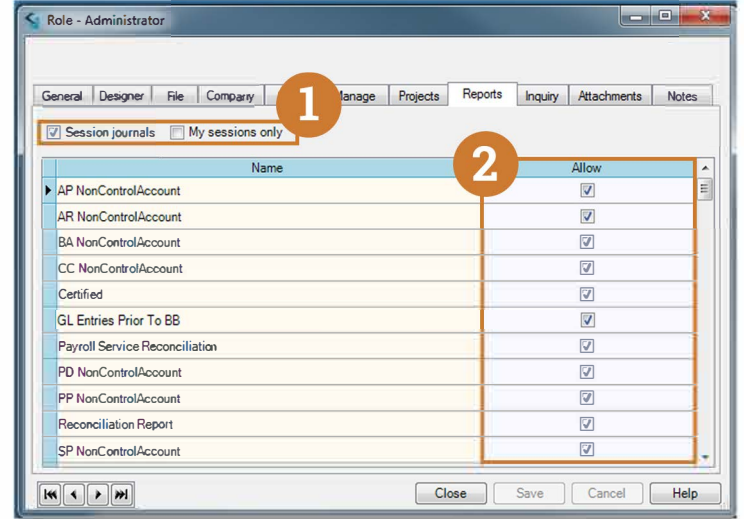 Role - Administrator
General Designer File Company Manage Projects Reports Inquiry Attachments Notes
1
Session journals My sessions only
2
Name Allow
AP NonControlAccount
AR NonControlAccount
BA NonControlAccount
CC NonControlAccount
Certified
GL Entries Prior To BB
Payroll Service Reconciliation
PD NonControlAccount
PP NonControlAccount
Reconciliation Report
SP NonControlAccount
Close Save Cancel Help